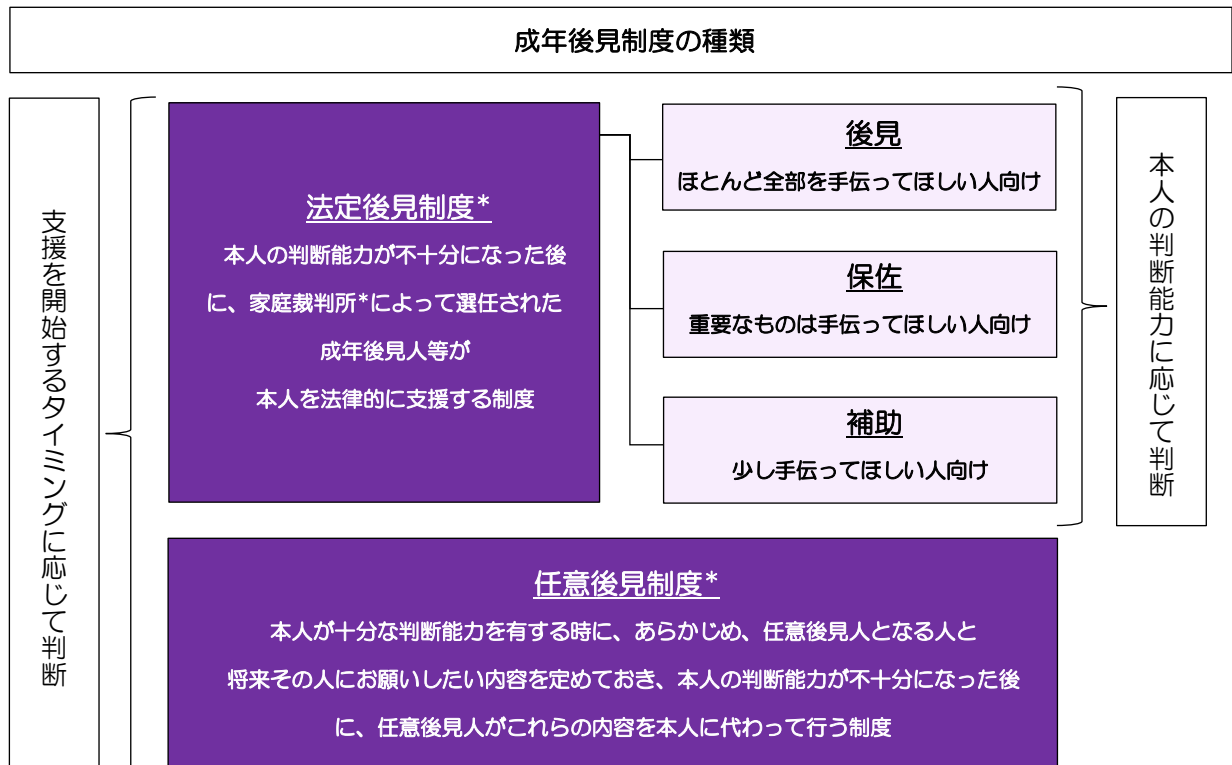 成年後見制度の種類
支援を開始するタイミングに応じて判断
法定後見制度*
本人の判断能力が不十分になった後
に、家庭裁判所*によって選任された
成年後見人等が
本人を法律的に支援する制度
後見
ほとんど全部を手伝ってほしい人向け
保佐
重要なものは手伝ってほしい人向け
補助
少し手伝ってほしい人向け
本人の判断能力に応じて判断
任意後見制度*
本人が十分な判断能力を有する時に、あらかじめ、任意後見人となる人と
将来その人にお願いしたい内容を定めておき、本人の判断能力が不十分になった後
に、任意後見人がこれらの内容を本人に代わって行う制度